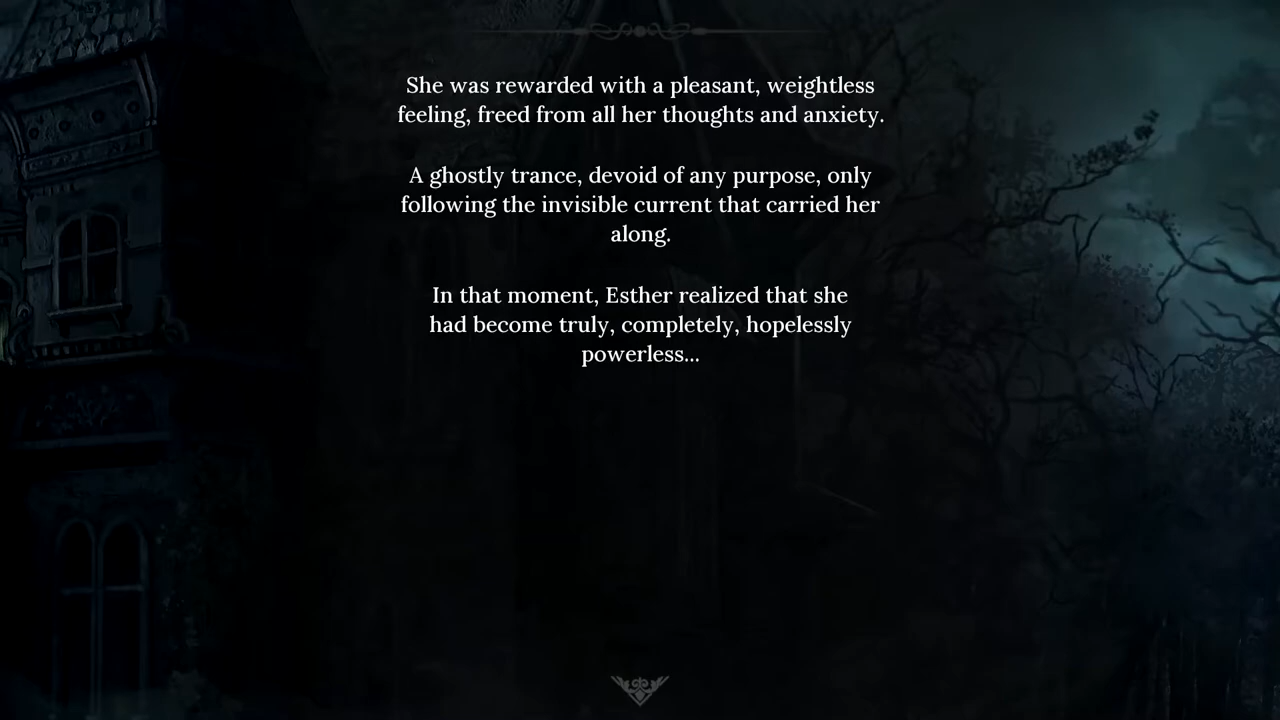 She was rewarded with a pleasant, weightless
feeling, freed from all her thoughts and anxiety.
A ghostly trance, devoid of any purpose, only
following the invisible current that carried her
along.
In that moment, Esther realized that she
had become truly, completely, hopelessly
powerless...